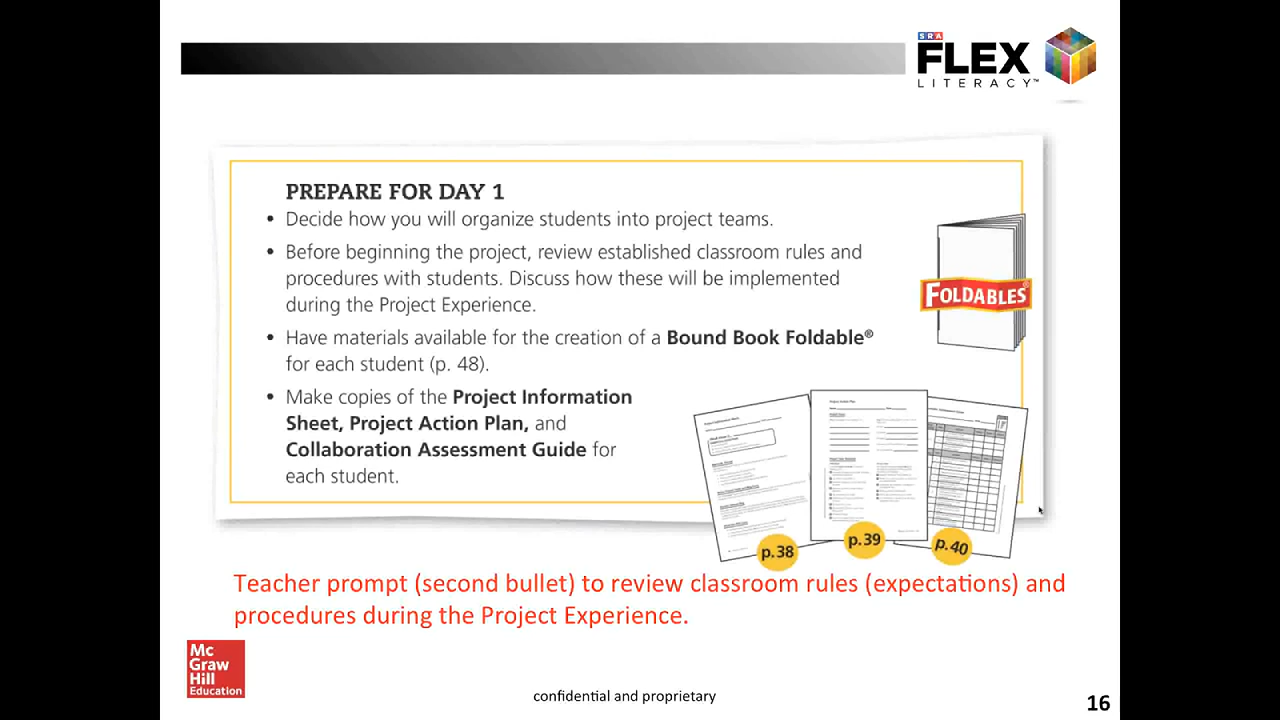 SRA
FLEX
LITERACY™
PREPARE FOR DAY 1
• Decide how you will organize students into project teams.
• Before beginning the project, review established classroom rules and
procedures with students. Discuss how these will be implemented
during the Project Experience.
• Have materials available for the creation of a Bound Book Foldable®
for each student (p. 48).
• Make copies of the Project Information
Sheet, Project Action Plan, and
Collaboration Assessment Guide for
each student.
FOLDABLES®
p.38
p.39
p.40
Teacher prompt (second bullet) to review classroom rules (expectations) and
procedures during the Project Experience.
Mc
Graw
Hill
Education
confidential and proprietary
16